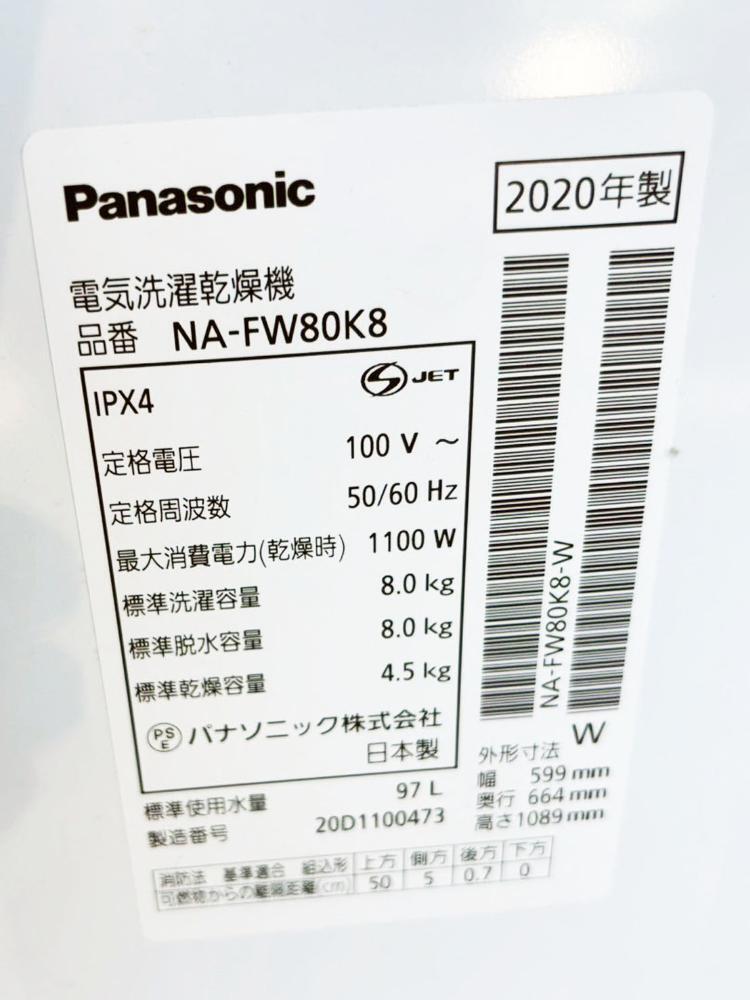 Panasonic
2020年製
電気洗濯乾燥機
品番 NA-FW80K8
IPX4
S JET
定格電圧 100 V ～
定格周波数 50/60 Hz
最大消費電力(乾燥時) 1100 W
標準洗濯容量 8.0 kg
標準脱水容量 8.0 kg
標準乾燥容量 4.5 kg
PS E パナソニック株式会社
日本製
標準使用水量 97 L
製造番号 20D1100473
NA-FW80K8-W
W
外形寸法
幅 599 mm
奥行 664 mm
高さ1089 mm
消防法 基準適合 組込形 上方 側方 後方 下方
可燃物からの離隔距離(cm) 50 5 0.7 0